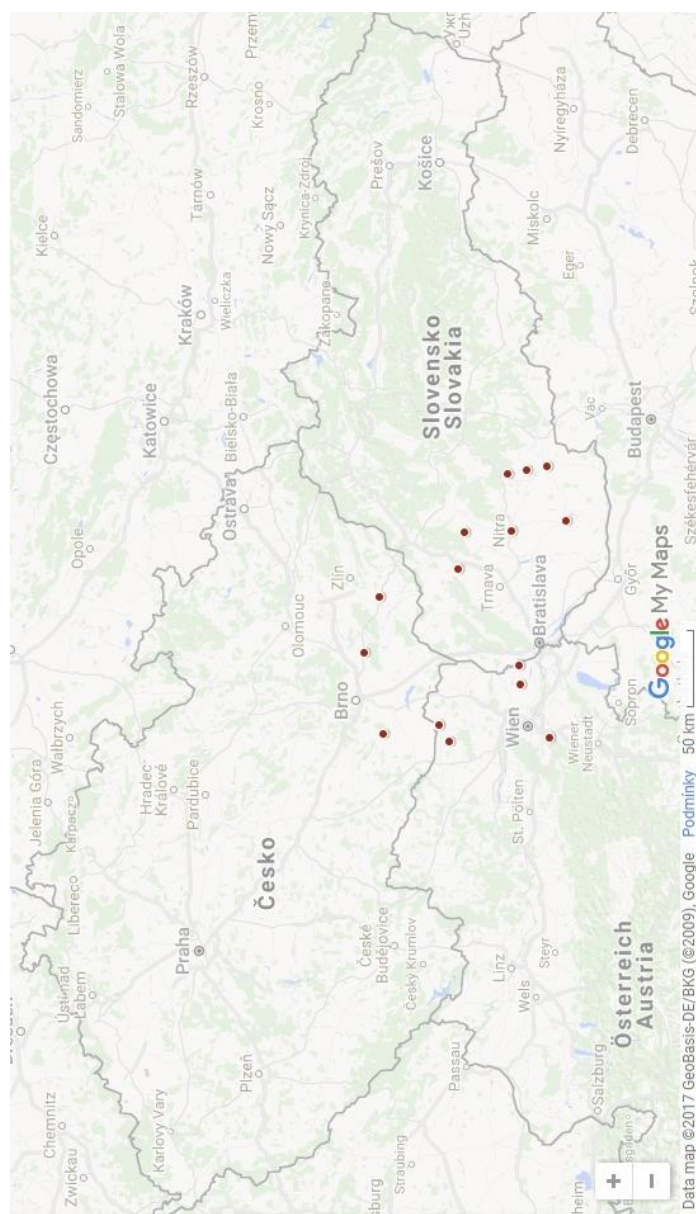 Jelenia Góra
Kielce
Chemnitz
Częstochowa
Wałbrzych
Zwickau
Ústí nad
Labem
Liberec
Karpacz
Opole
Sandomierz
Stalowa Wola
Katowice
Hradec
Králové
Karlovy Vary
Praha
Pardubice
Kraków
Tarnów
Rzeszów
Wieliczka
Ostrava
Bielsko-Biała
Plzeň
Krosno
Česko
Olomouc
Nowy Sącz
Krynica-Zdrój
Zakopane
Brno
Zlín
České
Budějovice
Prešov
Straubing
Český Krumlov
Košice
Slovensko
Slovakia
Passau
Linz
Trnava
Nitra
Wien
St. Pölten
Wels
Miskolc
Bratislava
Steyr
Nyíregyháza
Eger
Wiener
Neustadt
Vác
Salzburg
Győr
Debrecen
Sopron
Budapest
Österreich
Austria
Székesfehérvár
+
−
Google My Maps
Data map ©2017 GeoBasis-DE/BKG (©2009), Google Podmínky 50 km